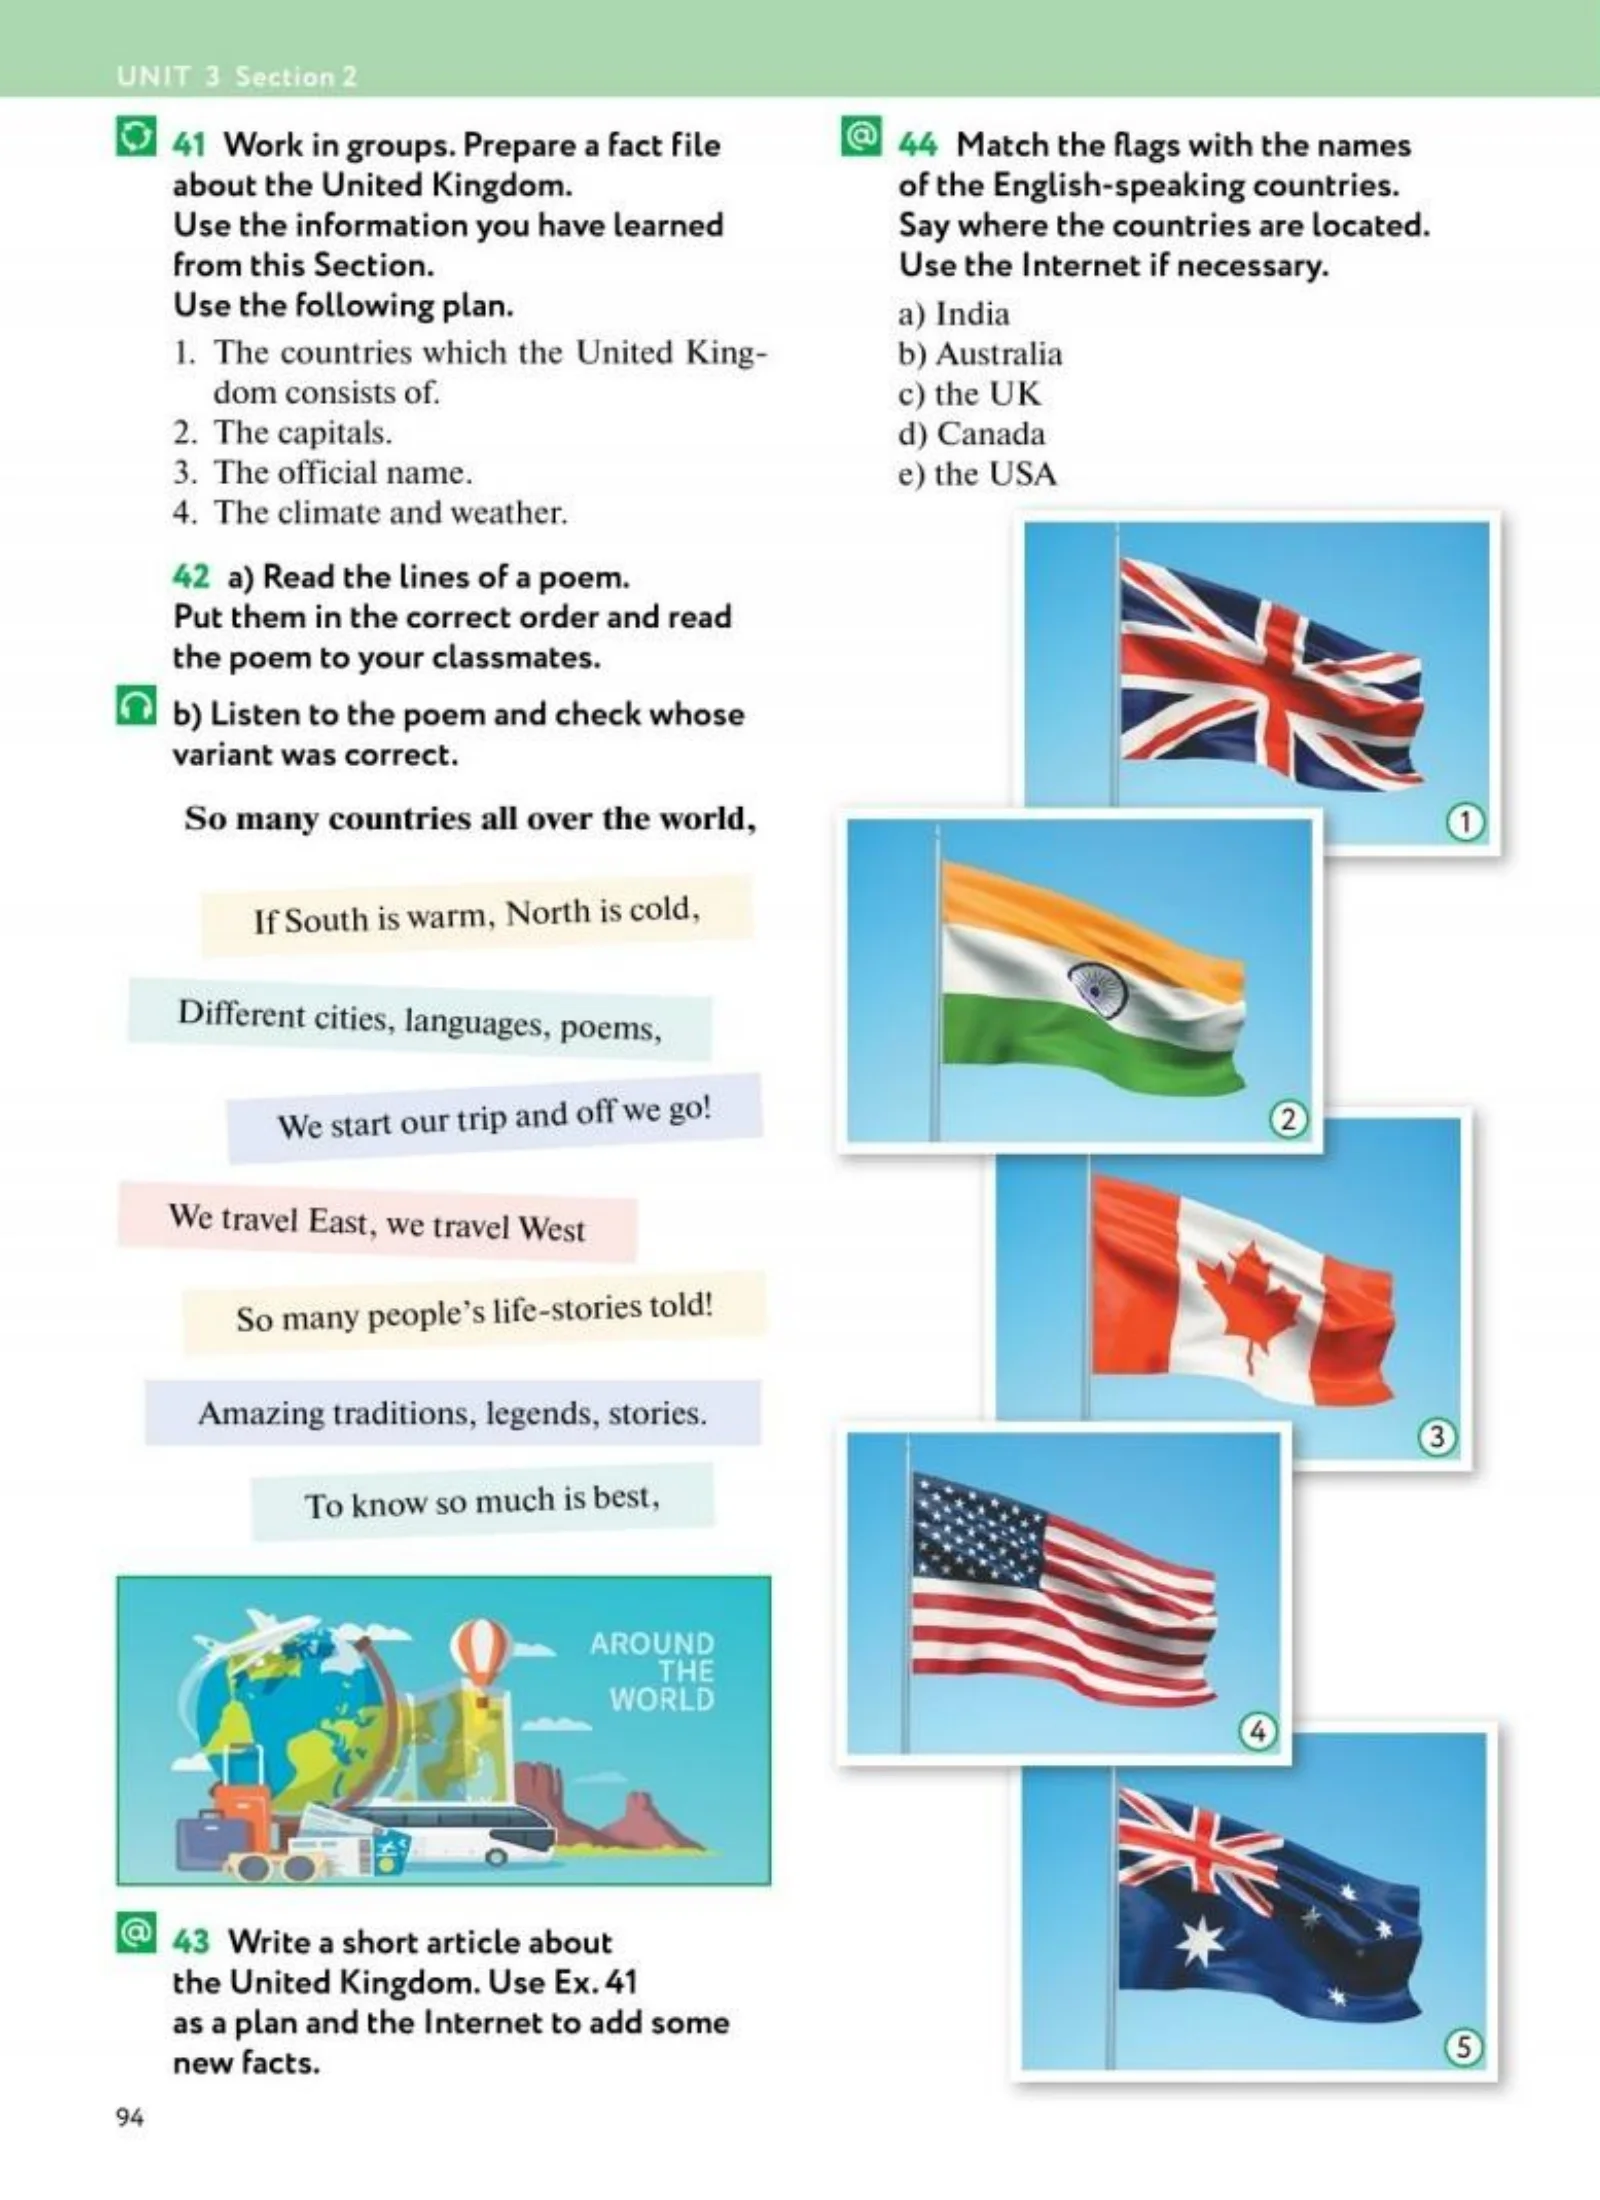 UNIT 3 Section 2
41 Work in groups. Prepare a fact file
about the United Kingdom.
Use the information you have learned
from this Section.
Use the following plan.
1. The countries which the United King-
dom consists of.
2. The capitals.
3. The official name.
4. The climate and weather.
42 a) Read the lines of a poem.
Put them in the correct order and read
the poem to your classmates.
b) Listen to the poem and check whose
variant was correct.
So many countries all over the world,
If South is warm, North is cold,
Different cities, languages, poems,
We start our trip and off we go!
We travel East, we travel West
So many people's life-stories told!
Amazing traditions, legends, stories.
To know so much is best,
AROUND
THE
WORLD
@ 43 Write a short article about
the United Kingdom. Use Ex. 41
as a plan and the Internet to add some
new facts.
94
@ 44 Match the flags with the names
of the English-speaking countries.
Say where the countries are located.
Use the Internet if necessary.
a) India
b) Australia
c) the UK
d) Canada
e) the USA
1
2
3
4
5